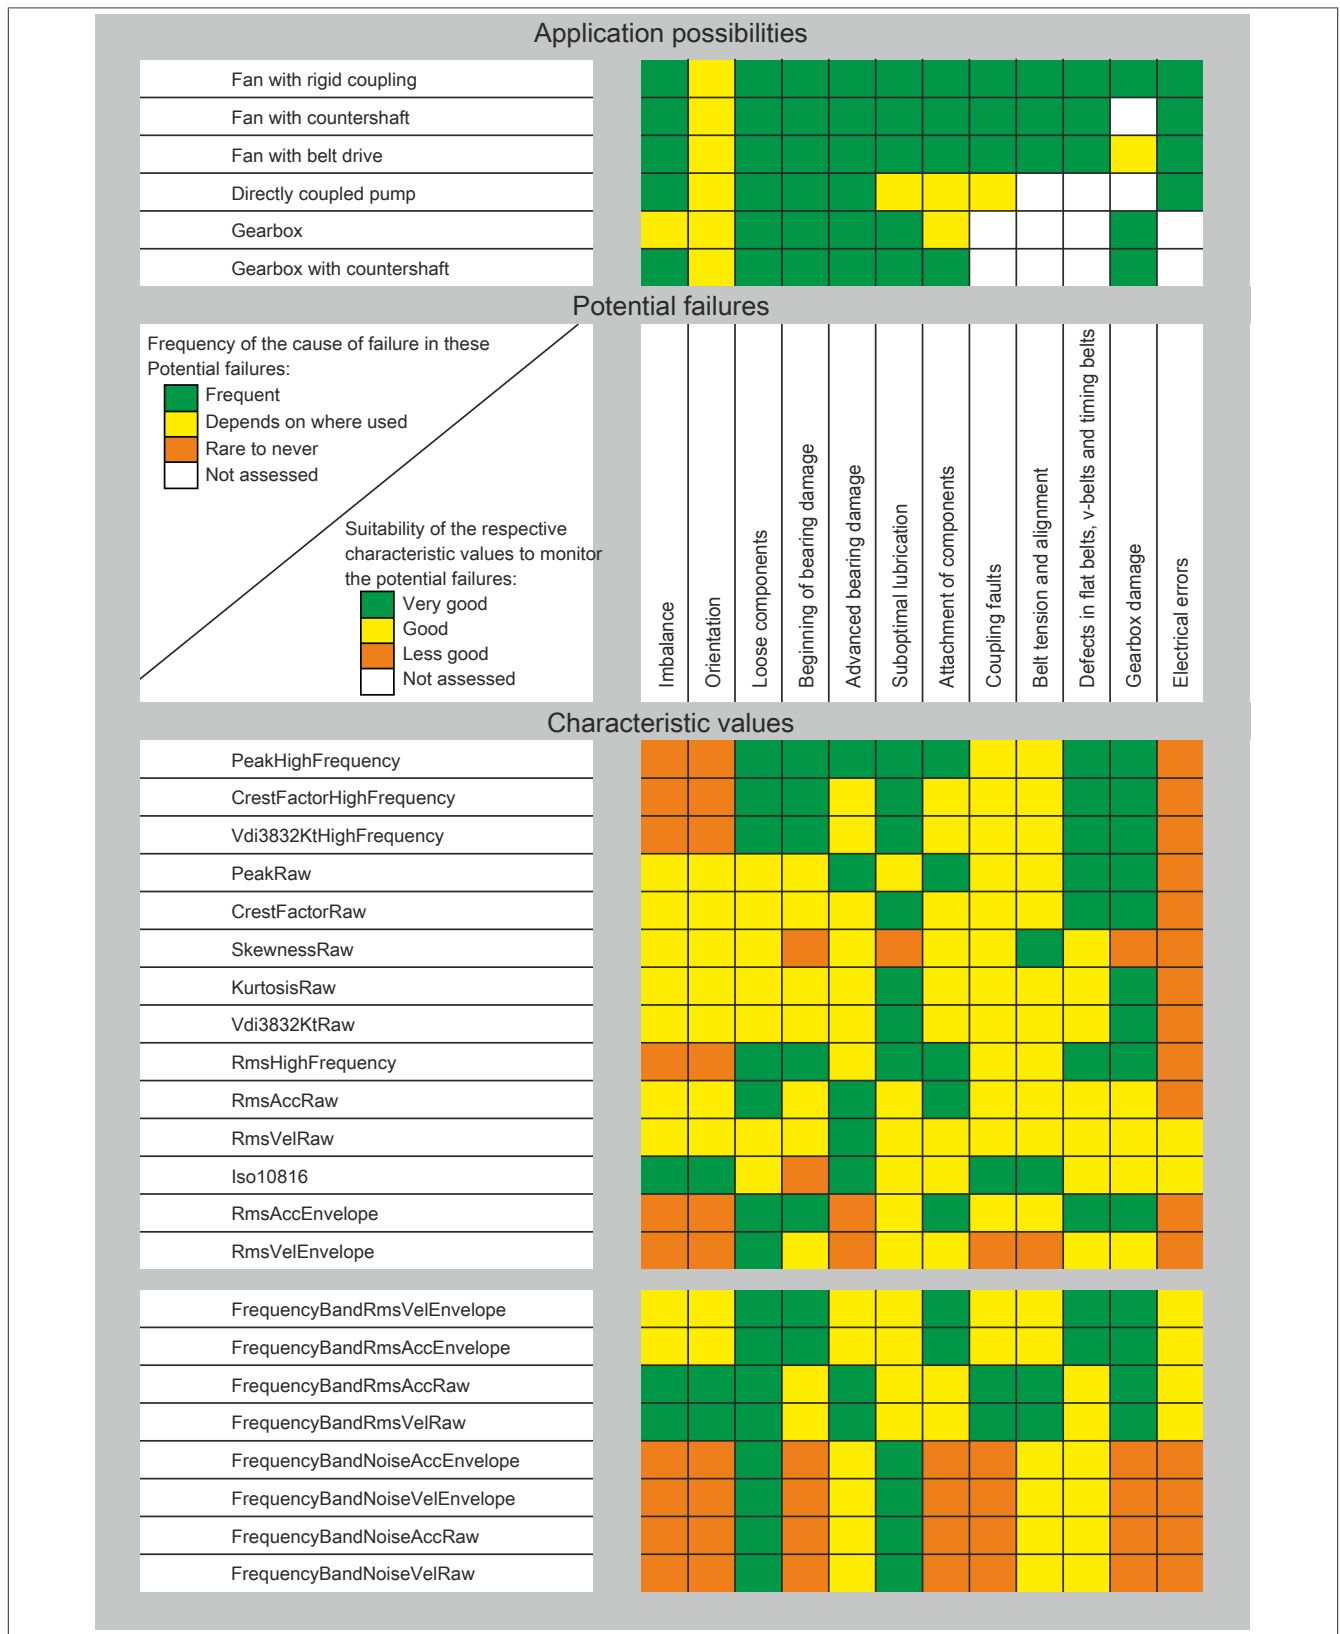 Application possibilities
Fan with rigid coupling
Fan with countershaft
Fan with belt drive
Directly coupled pump
Gearbox
Gearbox with countershaft
Potential failures
Frequency of the cause of failure in these
Potential failures:
Frequent
Depends on where used
Rare to never
Not assessed
Suitability of the respective
characteristic values to monitor
the potential failures:
Very good
Good
Less good
Not assessed
Imbalance
Orientation
Loose components
Beginning of bearing damage
Advanced bearing damage
Suboptimal lubrication
Attachment of components
Coupling faults
Belt tension and alignment
Defects in flat belts, v-belts and timing belts
Gearbox damage
Electrical errors
Characteristic values
PeakHighFrequency
CrestFactorHighFrequency
Vdi3832KtHighFrequency
PeakRaw
CrestFactorRaw
SkewnessRaw
KurtosisRaw
Vdi3832KtRaw
RmsHighFrequency
RmsAccRaw
RmsVelRaw
Iso10816
RmsAccEnvelope
RmsVelEnvelope
FrequencyBandRmsVelEnvelope
FrequencyBandRmsAccEnvelope
FrequencyBandRmsAccRaw
FrequencyBandRmsVelRaw
FrequencyBandNoiseAccEnvelope
FrequencyBandNoiseVelEnvelope
FrequencyBandNoiseAccRaw
FrequencyBandNoiseVelRaw